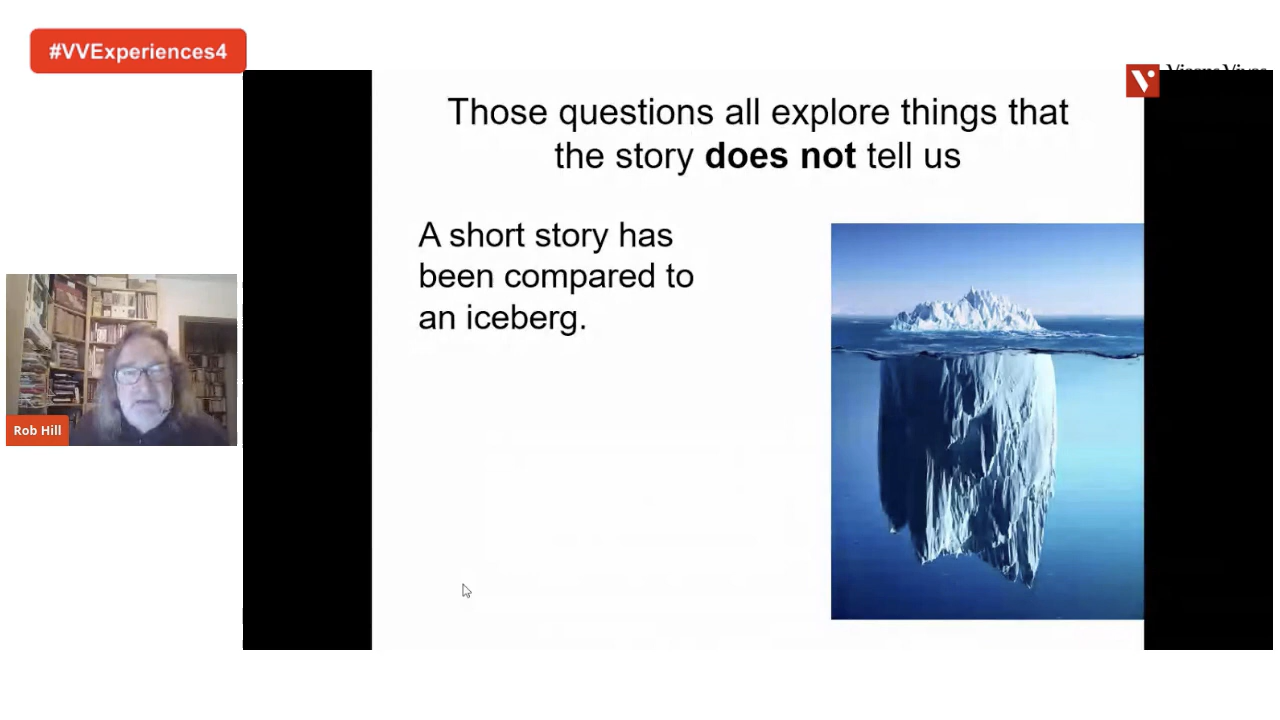 #VVExperiences4
Those questions all explore things that
the story does not tell us
A short story has
been compared to
an iceberg.
Rob Hill